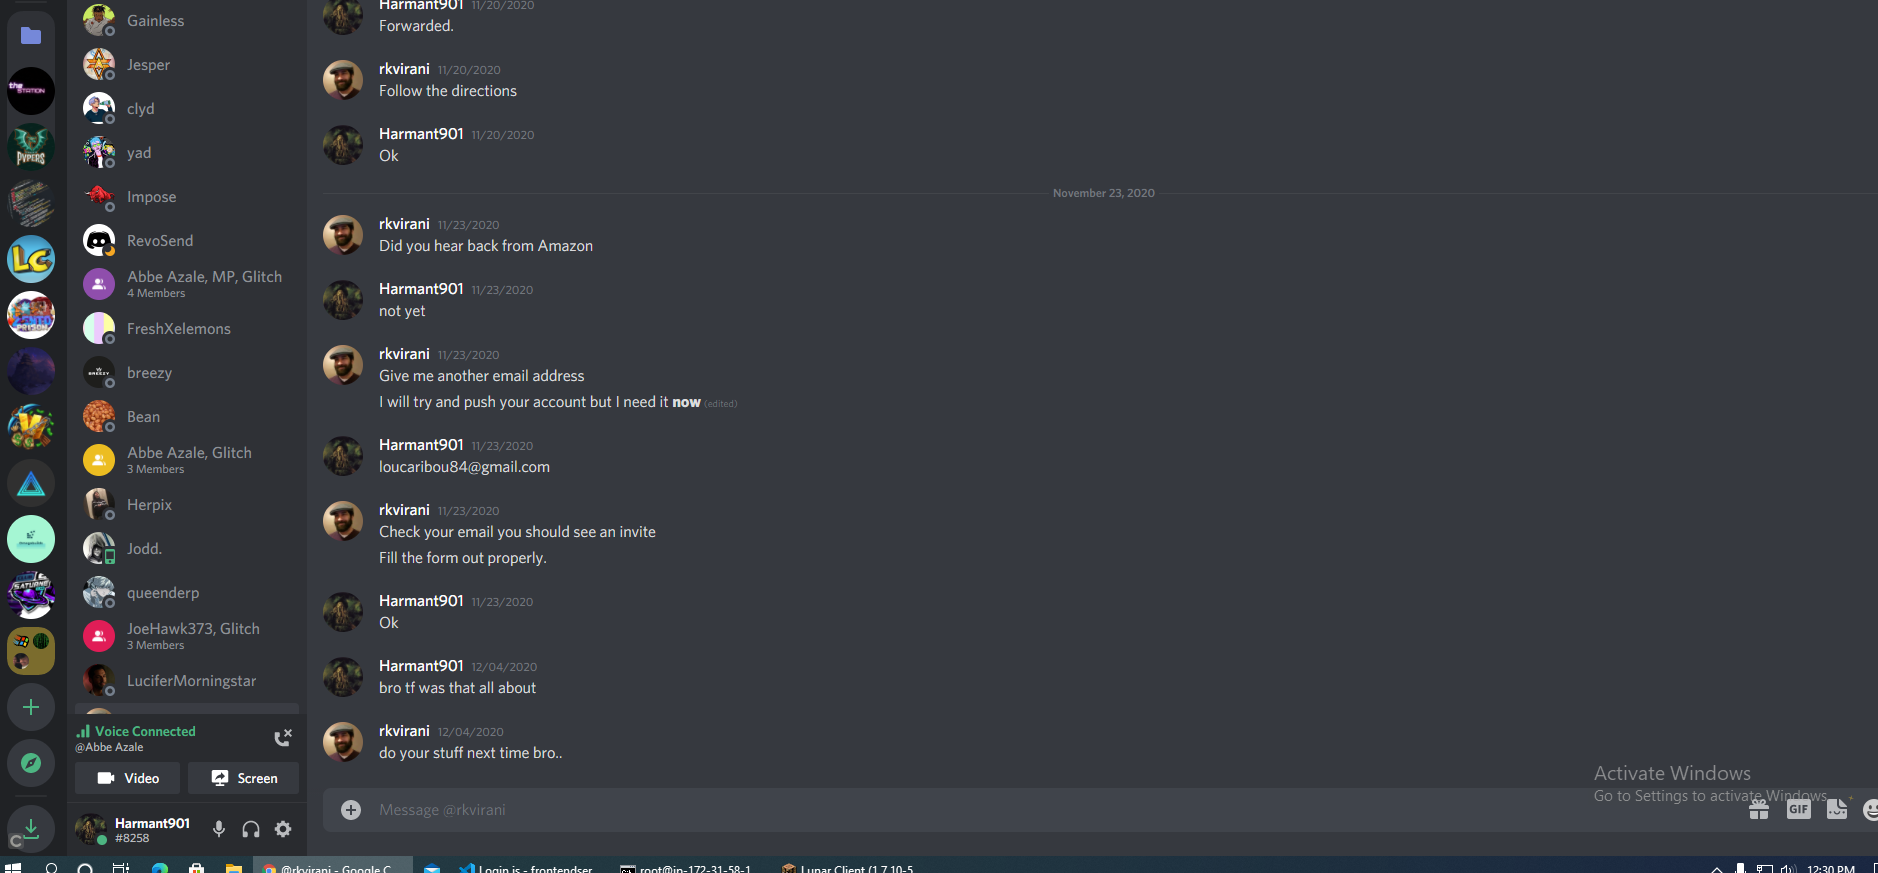 the STATION
PVPERS
LC
PRISON
Gainless
Jesper
clyd
yad
Impose
RevoSend
Abbe Azale, MP, Glitch
4 Members
FreshXelemons
BREEZY
breezy
Bean
Abbe Azale, Glitch
3 Members
Herpix
Jodd.
queenderp
JoeHawk373, Glitch
3 Members
LuciferMorningstar
Voice Connected
@Abbe Azale
Video
Screen
Harmant901
#8258
Harmant901 11/20/2020
Forwarded.
rkvirani 11/20/2020
Follow the directions
Harmant901 11/20/2020
Ok
November 23, 2020
rkvirani 11/23/2020
Did you hear back from Amazon
Harmant901 11/23/2020
not yet
rkvirani 11/23/2020
Give me another email address
I will try and push your account but I need it now (edited)
Harmant901 11/23/2020
loucaribou84@gmail.com
rkvirani 11/23/2020
Check your email you should see an invite
Fill the form out properly.
Harmant901 11/23/2020
Ok
Harmant901 12/04/2020
bro tf was that all about
rkvirani 12/04/2020
do your stuff next time bro..
Message @rkvirani
GIF
Activate Windows
Go to Settings to activate Windows.
@rkvirani - Google C
Login.js - frontendser
root@ip-172-31-58-1
Lunar Client (1.7.10-5
12:30 PM